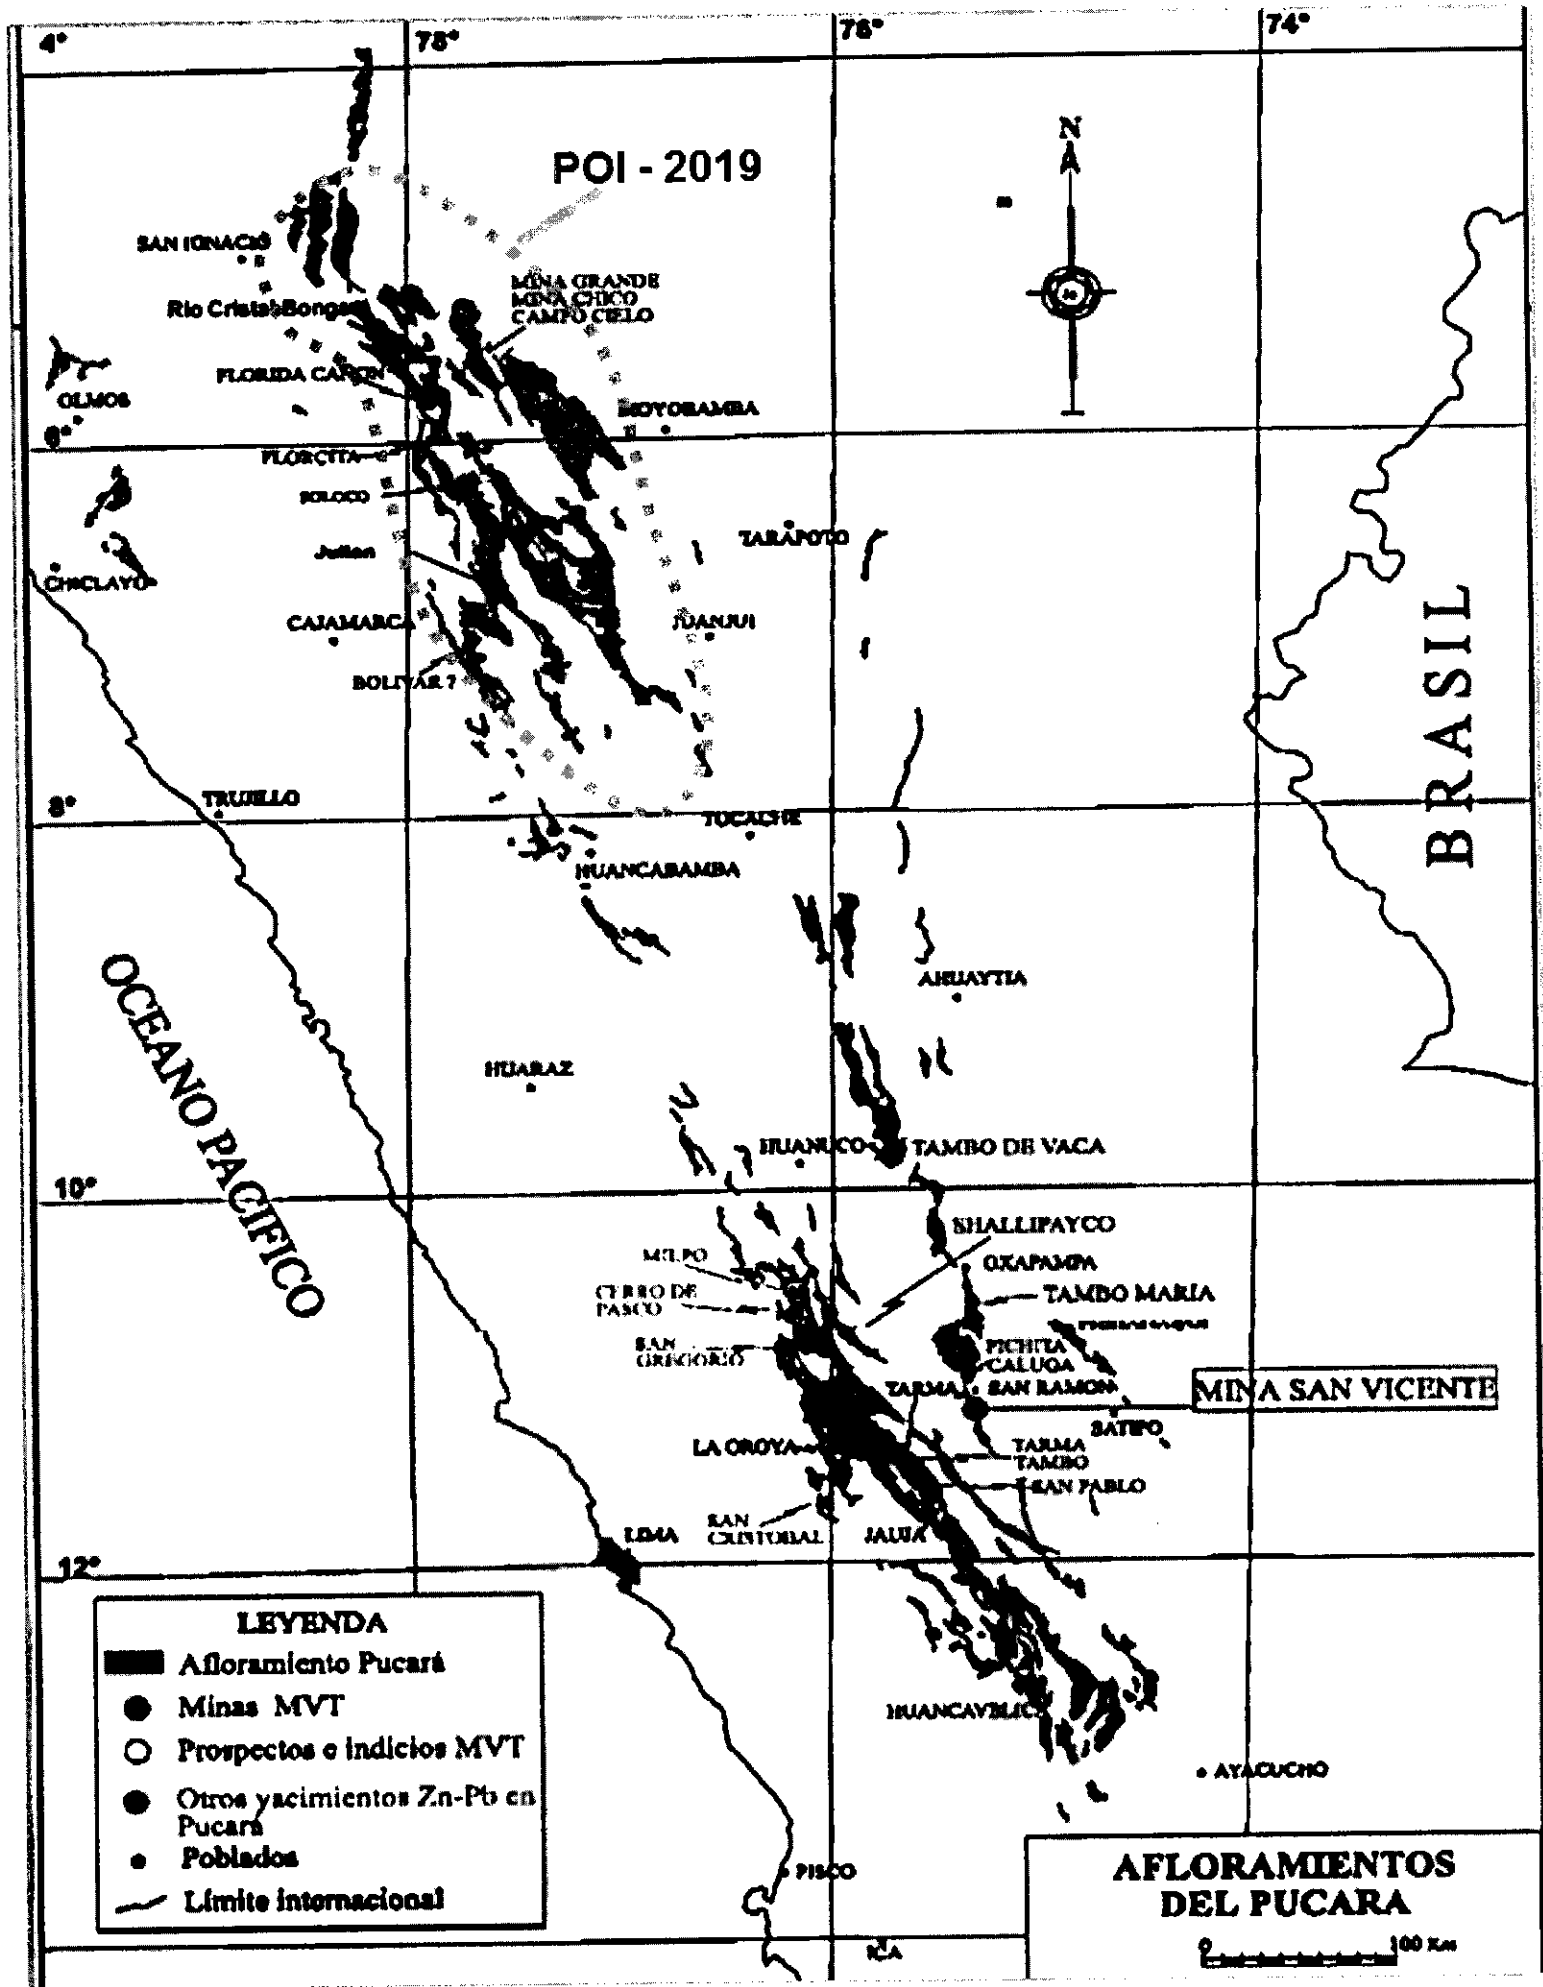 4°
78°
76°
74°
POI - 2019
N
SAN IGNACIO
MINA GRANDE
MINA CHICO
CAMPO CIELO
Rio Cristal-Bongara
FLORIDA CAÑON
OLMOS
MOYOBAMBA
6°
FLORCITA
SOLOCO
TARAPOTO
Julian
CHICLAYO
CAJAMARCA
JUANJUI
BOLIVAR ?
BRASIL
8°
TRUJILLO
TOCACHE
HUANCABAMBA
OCEANO PACIFICO
AHUAYTIA
HUARAZ
HUANUCO
TAMBO DE VACA
10°
SHALLIPAYCO
MILPO
OXAPAMPA
CERRO DE
PASCO
TAMBO MARIA
SAN
GREGORIO
PICHITA
CALUGA
TARMA
SAN RAMON
MINA SAN VICENTE
SATIPO
LA OROYA
TARMA
TAMBO
SAN PABLO
SAN
CRISTOBAL
JAUJA
LIMA
12°
LEYENDA
Afloramiento Pucará
Minas MVT
Prospectos e indicios MVT
Otros yacimientos Zn-Pb en
Pucará
Poblados
Límite internacional
HUANCAVELICA
AYACUCHO
PISCO
ICA
AFLORAMIENTOS
DEL PUCARA
0 100 Km